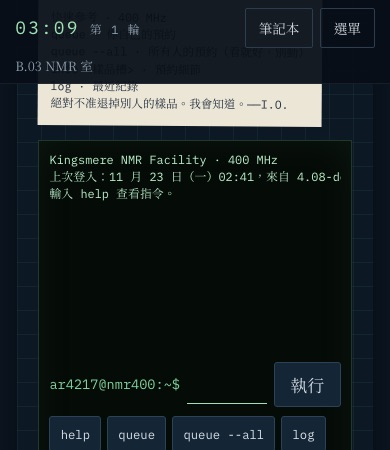 03:09 第 1 輪
筆記本
選單
B.03 NMR 室
log · 最近紀錄
絕對不准退掉別人的樣品。我會知道。——I.O.
Kingsmere NMR Facility · 400 MHz
上次登入：11 月 23 日（一）02:41，來自 4.08-d
輸入 help 查看指令。
ar4217@nmr400:~$
執行
help
queue
queue --all
log